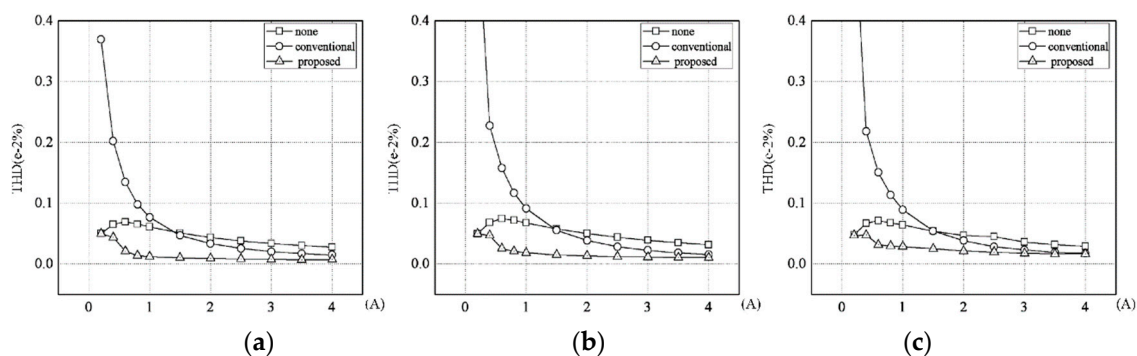 THD(e-2%)
0.4
0.3
0.2
0.1
0.0
0 1 2 3 4 (A)
none
conventional
proposed
(a)
THD(e-2%)
0.4
0.3
0.2
0.1
0.0
0 1 2 3 4 (A)
none
conventional
proposed
(b)
THD(e-2%)
0.4
0.3
0.2
0.1
0.0
0 1 2 3 4 (A)
none
conventional
proposed
(c)